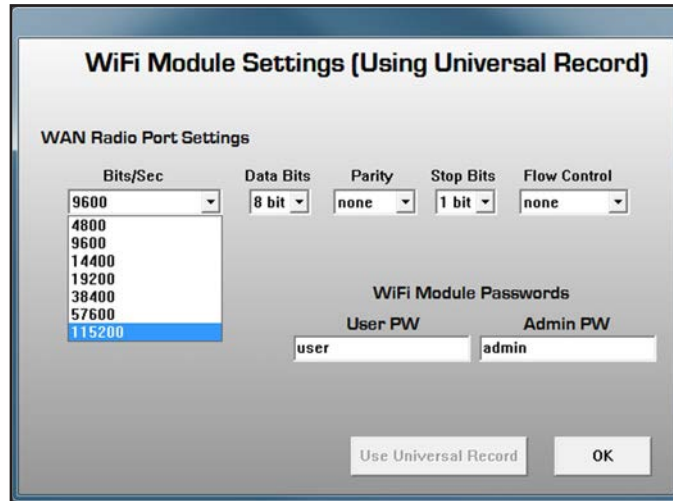 WiFi Module Settings (Using Universal Record)
WAN Radio Port Settings
Bits/Sec Data Bits Parity Stop Bits Flow Control
9600 8 bit none 1 bit none
4800
9600
14400
19200
38400
57600
115200
WiFi Module Passwords
User PW Admin PW
user admin
Use Universal Record OK